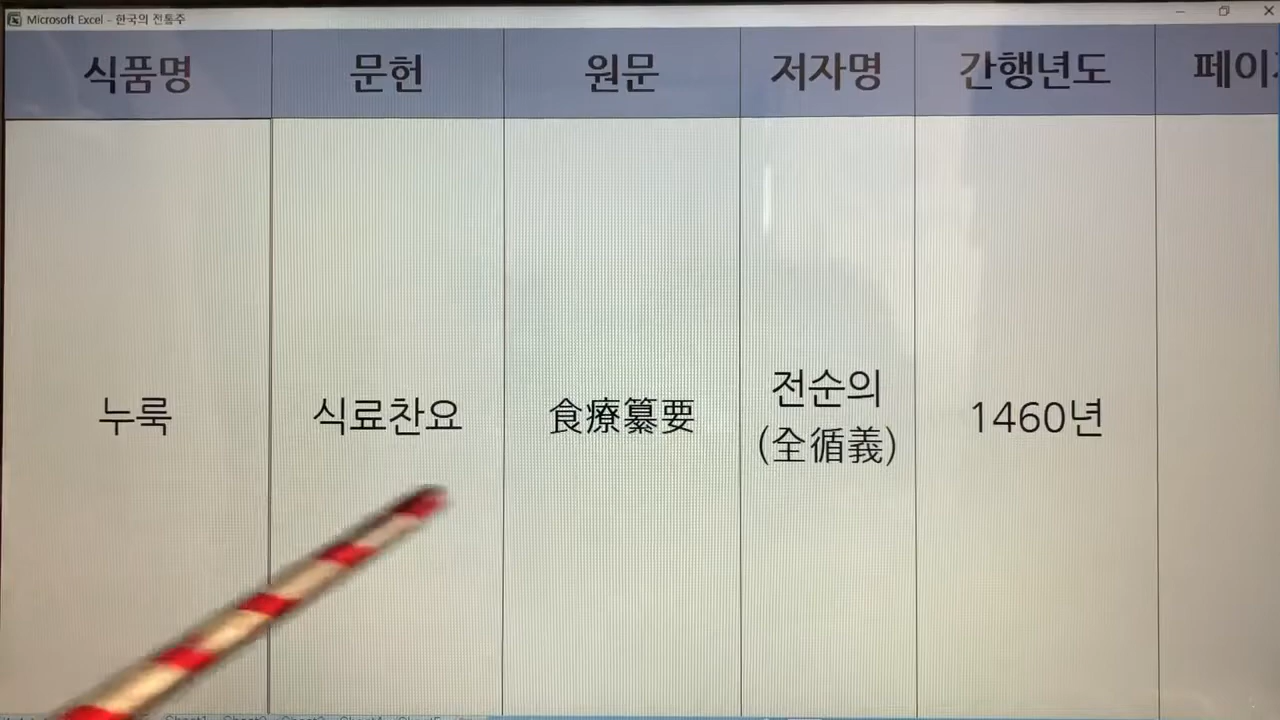 Microsoft Excel - 한국의 전통주
식품명 문헌 원문 저자명 간행년도
누룩 식료찬요 食療纂要 전순의 (全循義) 1460년